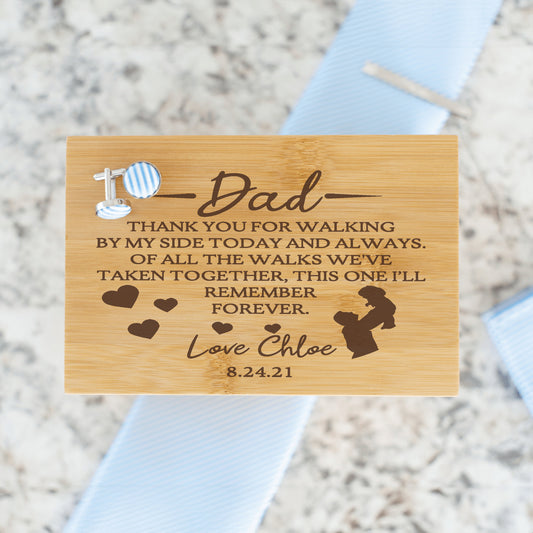 Dad
THANK YOU FOR WALKING
BY MY SIDE TODAY AND ALWAYS.
OF ALL THE WALKS WE'VE
TAKEN TOGETHER, THIS ONE I'LL
REMEMBER
FOREVER.
Love Chloe
8.24.21